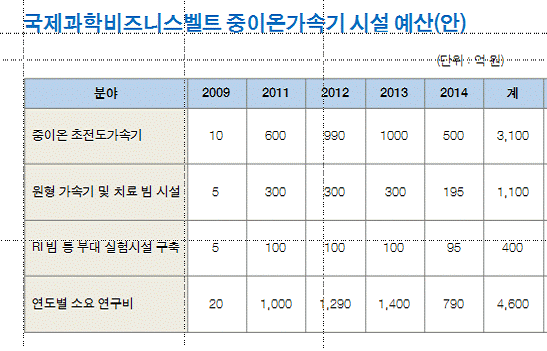 국제과학비즈니스벨트 중이온가속기 시설 예산(안)
(단위 : 억 원)
분야 2009 2011 2012 2013 2014 계
중이온 초전도가속기 10 600 990 1000 500 3,100
원형 가속기 및 치료 빔 시설 5 300 300 300 195 1,100
RI 빔 등 부대 실험시설 구축 5 100 100 100 95 400
연도별 소요 연구비 20 1,000 1,290 1,400 790 4,600